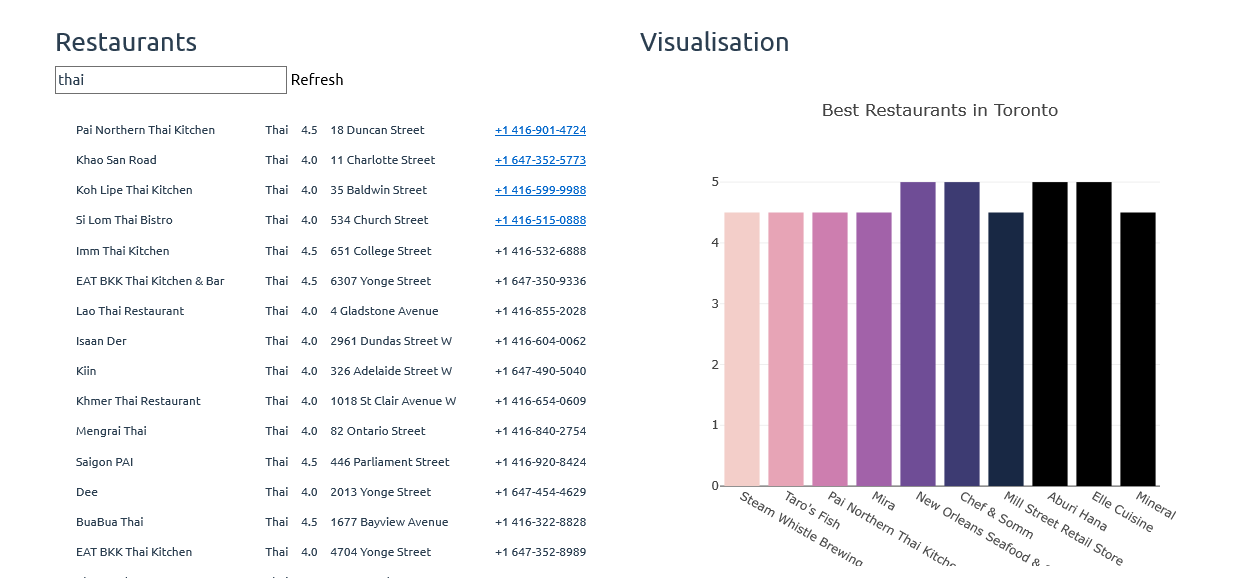 Restaurants
thai Refresh
Pai Northern Thai Kitchen Thai 4.5 18 Duncan Street +1 416-901-4724
Khao San Road Thai 4.0 11 Charlotte Street +1 647-352-5773
Koh Lipe Thai Kitchen Thai 4.0 35 Baldwin Street +1 416-599-9988
Si Lom Thai Bistro Thai 4.0 534 Church Street +1 416-515-0888
Imm Thai Kitchen Thai 4.5 651 College Street +1 416-532-6888
EAT BKK Thai Kitchen & Bar Thai 4.5 6307 Yonge Street +1 647-350-9336
Lao Thai Restaurant Thai 4.0 4 Gladstone Avenue +1 416-855-2028
Isaan Der Thai 4.0 2961 Dundas Street W +1 416-604-0062
Kiin Thai 4.0 326 Adelaide Street W +1 647-490-5040
Khmer Thai Restaurant Thai 4.0 1018 St Clair Avenue W +1 416-654-0609
Mengrai Thai Thai 4.0 82 Ontario Street +1 416-840-2754
Saigon PAI Thai 4.5 446 Parliament Street +1 416-920-8424
Dee Thai 4.0 2013 Yonge Street +1 647-454-4629
BuaBua Thai Thai 4.5 1677 Bayview Avenue +1 416-322-8828
EAT BKK Thai Kitchen Thai 4.0 4704 Yonge Street +1 647-352-8989
Visualisation
Best Restaurants in Toronto
5
4
3
2
1
0
Steam Whistle Brewing
Taro's Fish
Pai Northern Thai Kitche
Mira
New Orleans Seafood &
Chef & Somm
Mill Street Retail Store
Aburi Hana
Elle Cuisine
Mineral